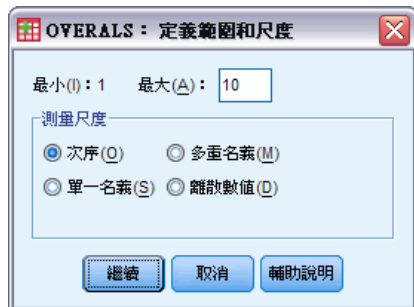 OVERALS： 定義範圍和尺度
最小(I)：1 最大(A)： 10
測量尺度
次序(O) 多重名義(M)
單一名義(S) 離散數值(D)
繼續 取消 輔助說明